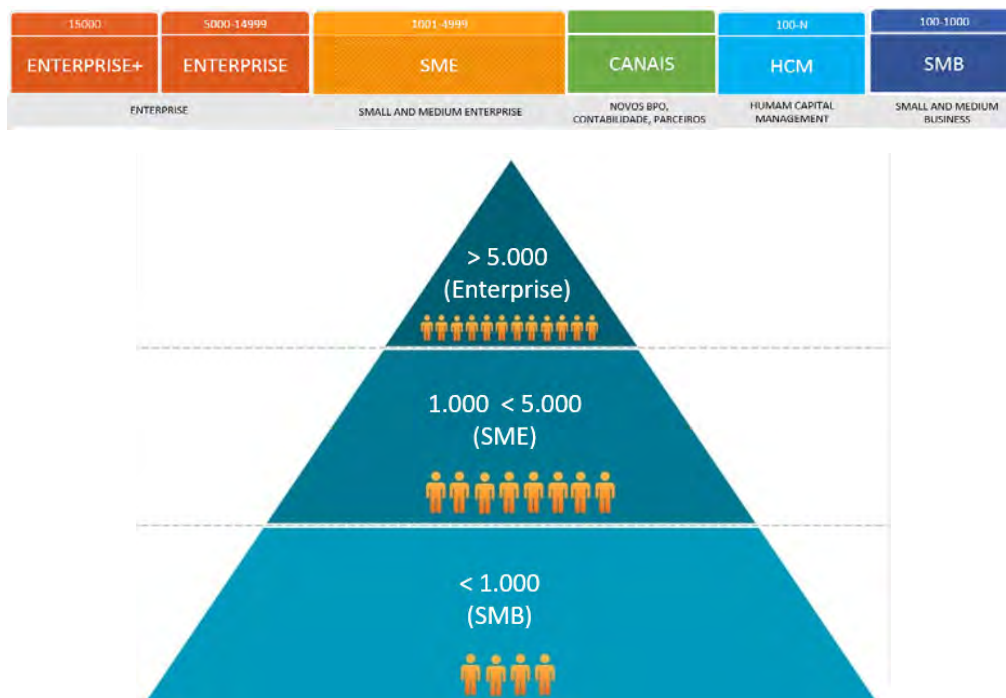 15000
5000-14999
1001-4999
100-N
100-1000
ENTERPRISE+
ENTERPRISE
SME
CANAIS
HCM
SMB
ENTERPRISE
SMALL AND MEDIUM ENTERPRISE
NOVOS BPO,
CONTABILIDADE, PARCEIROS
HUMAM CAPITAL
MANAGEMENT
SMALL AND MEDIUM
BUSINESS
> 5.000
(Enterprise)
1.000 < 5.000
(SME)
< 1.000
(SMB)